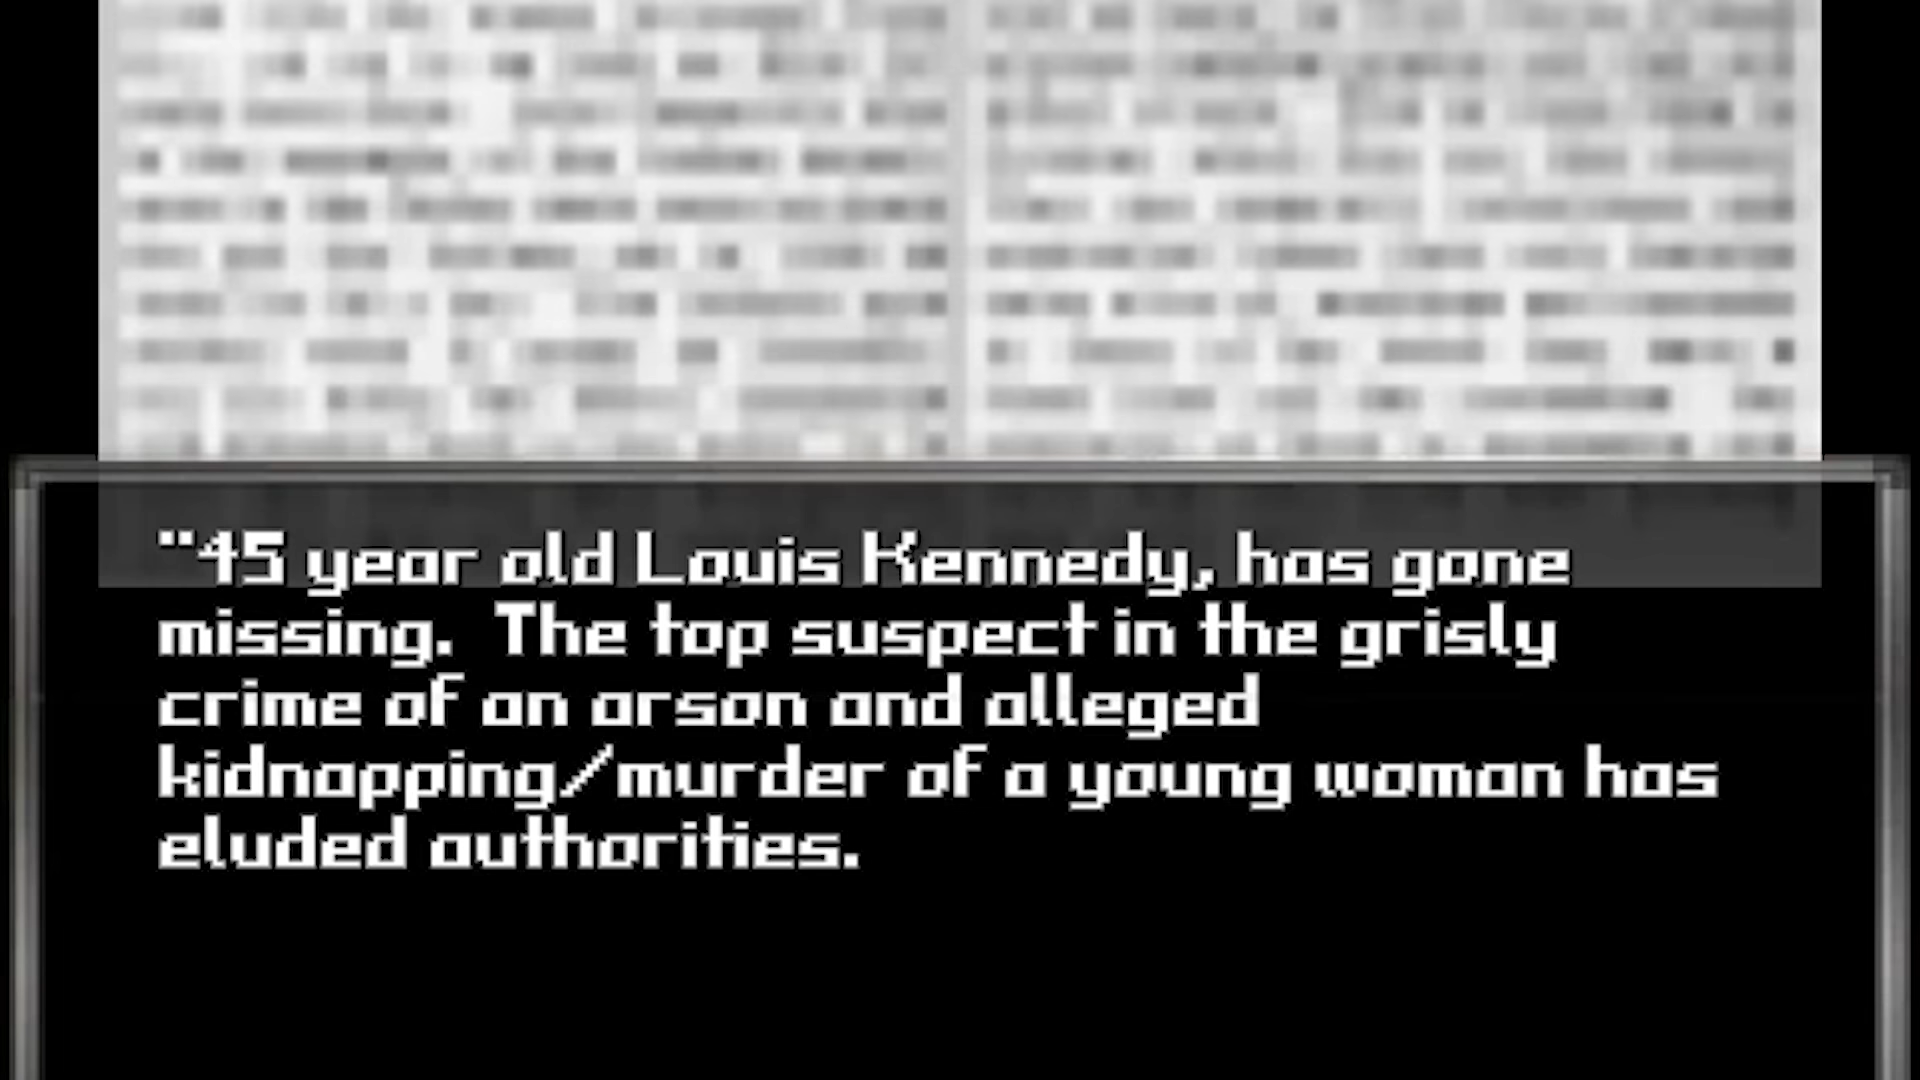 "45 year old Louis Kennedy, has gone
missing.  The top suspect in the grisly
crime of an arson and alleged
kidnapping/murder of a young woman has
eluded authorities.